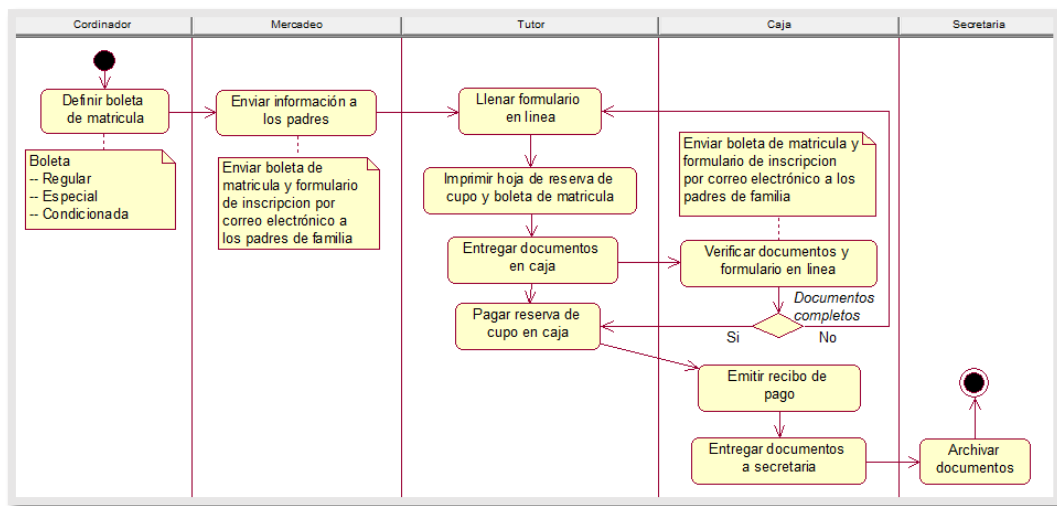 Cordinador
Mercadeo
Tutor
Caja
Secretaria
Definir boleta
de matricula
Boleta
-- Regular
-- Especial
-- Condicionada
Enviar información a
los padres
Enviar boleta de
matricula y formulario
de inscripcion por
correo electrónico a
los padres de familia
Llenar formulario
en linea
Imprimir hoja de reserva de
cupo y boleta de matricula
Entregar documentos
en caja
Pagar reserva de
cupo en caja
Enviar boleta de matricula y
formulario de inscripcion
por correo electrónico a los
padres de familia
Verificar documentos y
formulario en linea
Documentos
completos
Si
No
Emitir recibo de
pago
Entregar documentos
a secretaria
Archivar
documentos